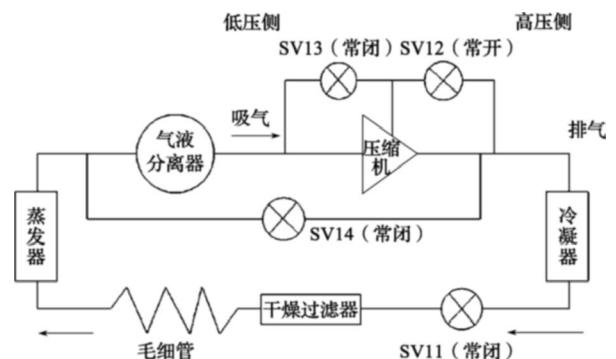 低压侧
高压侧
SV13（常闭）
SV12（常开）
吸气
排气
气液
分离器
压缩
机
蒸发器
冷凝器
SV14（常闭）
干燥过滤器
毛细管
SV11（常闭）